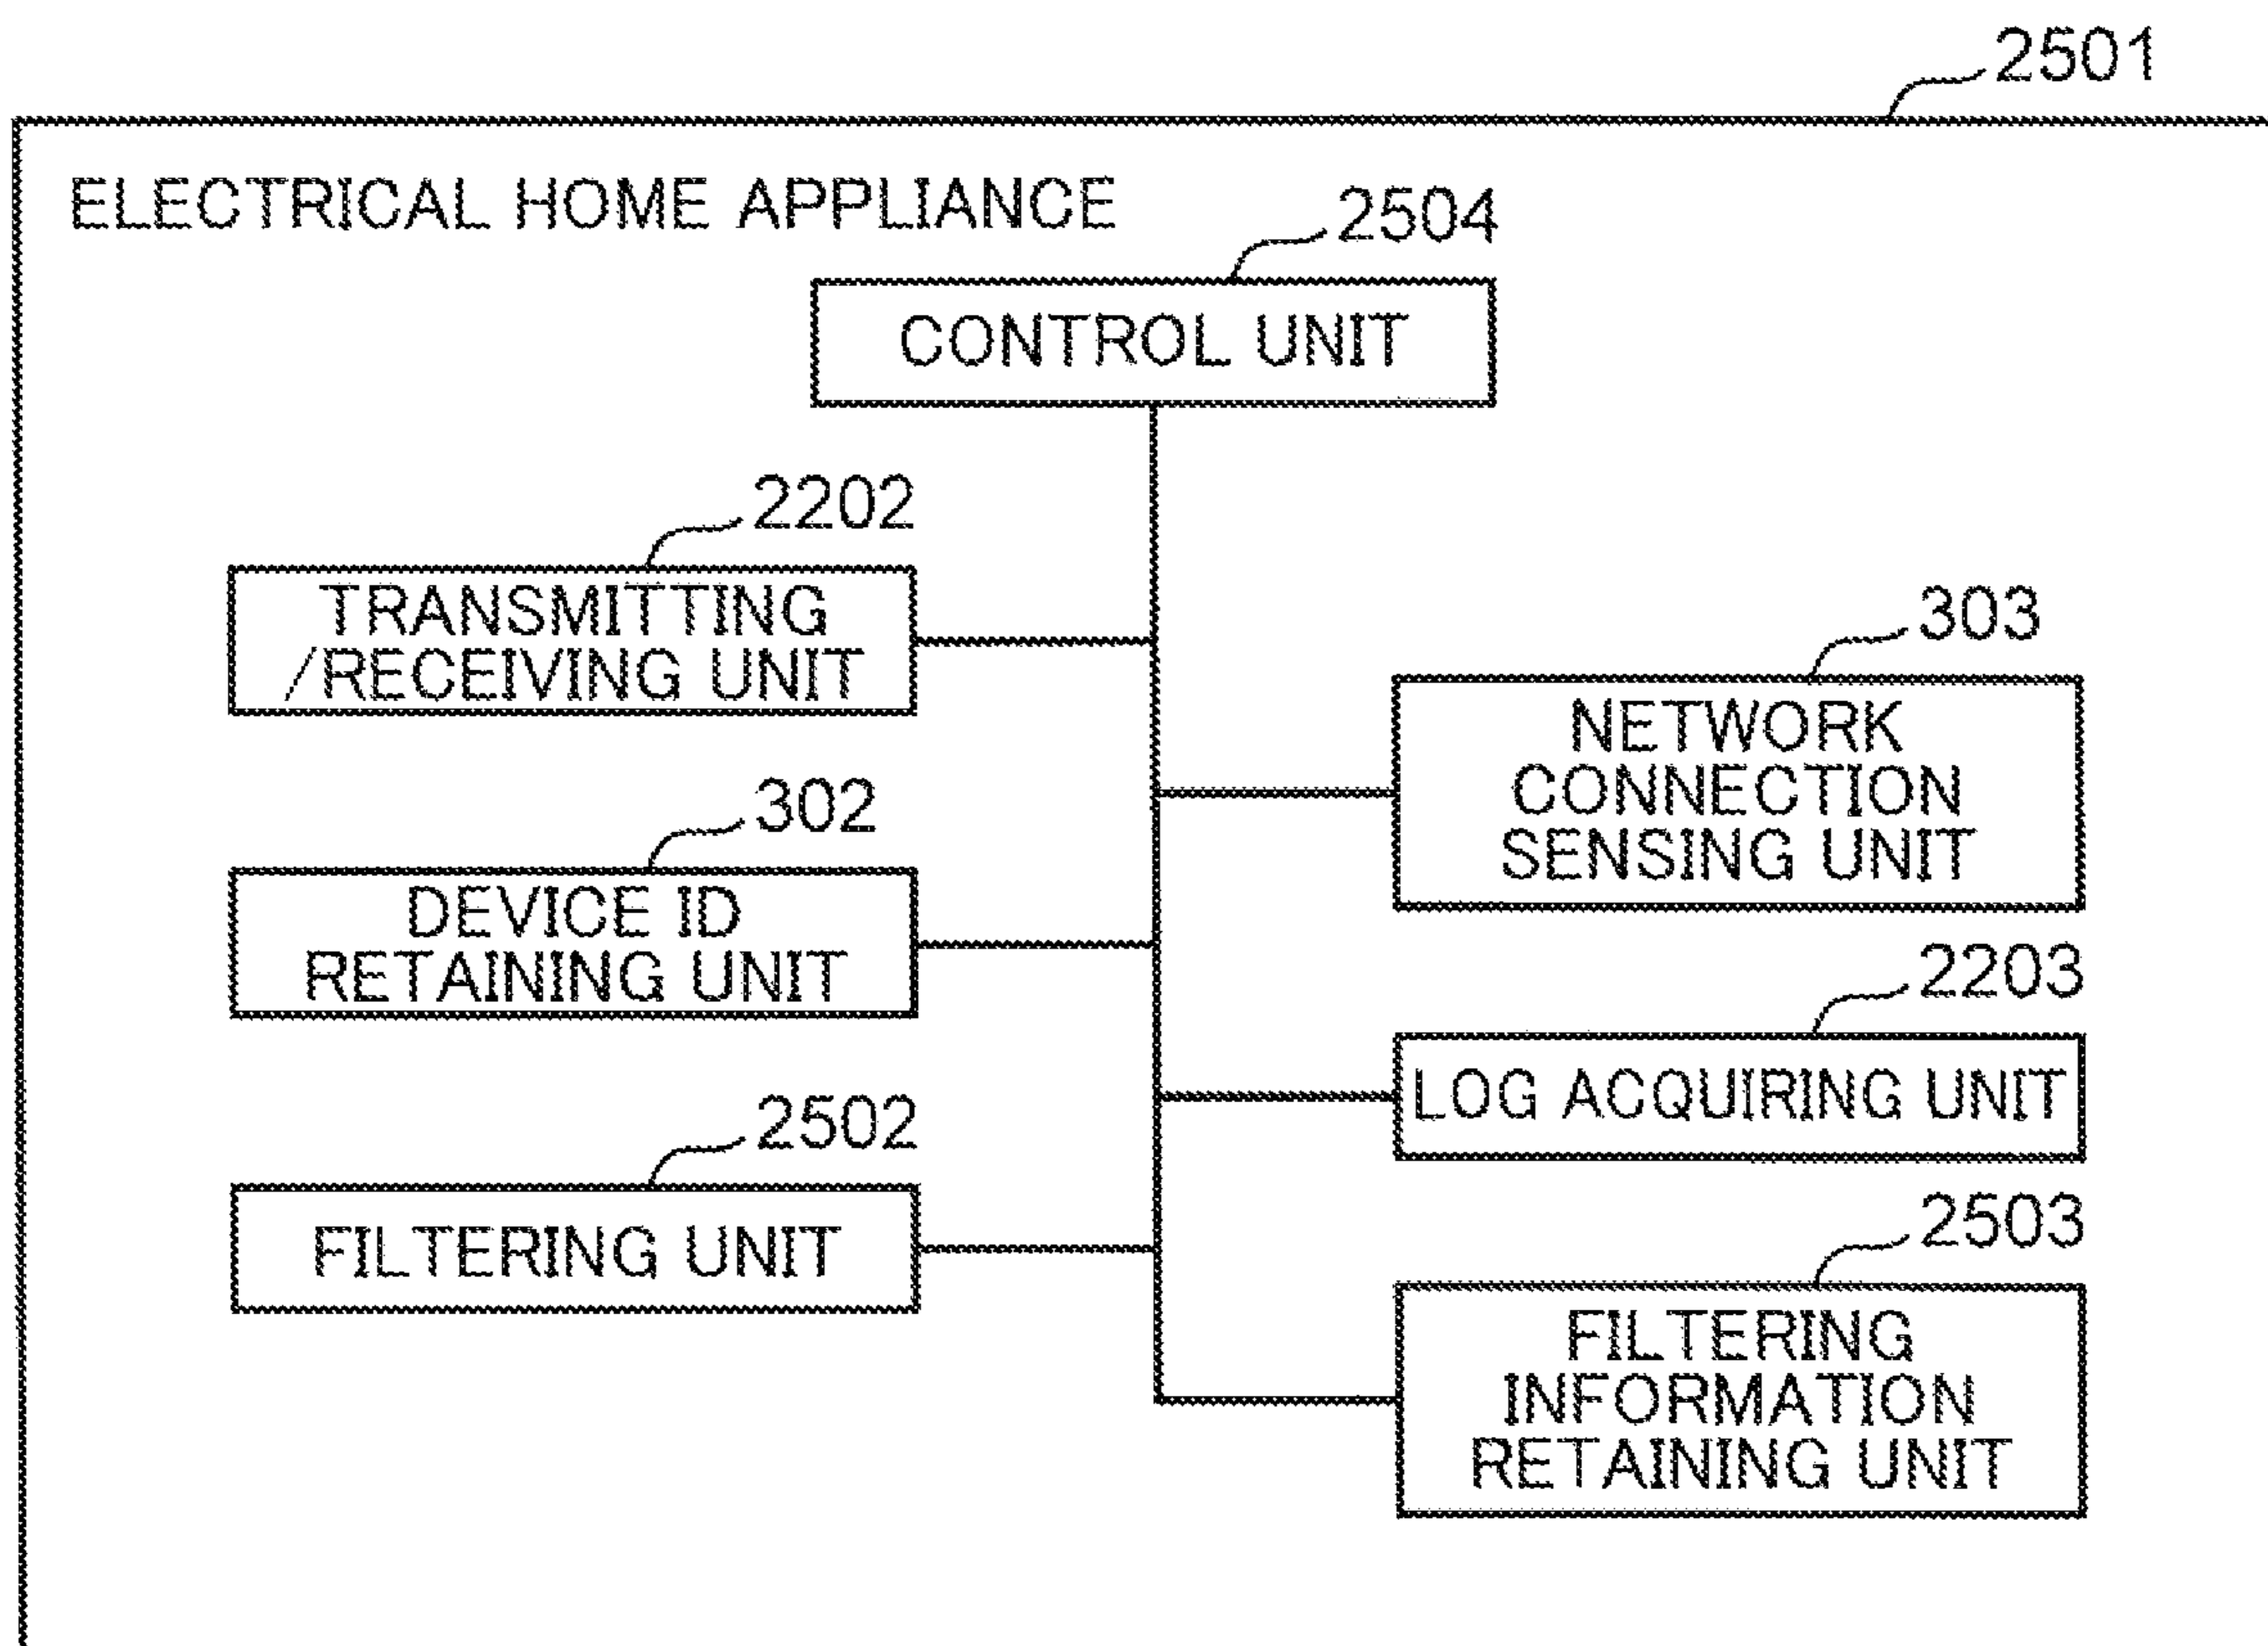 2501
ELECTRICAL HOME APPLIANCE
2504
CONTROL UNIT
2202
TRANSMITTING
/RECEIVING UNIT
303
NETWORK
CONNECTION
SENSING UNIT
302
DEVICE ID
RETAINING UNIT
2203
LOG ACQUIRING UNIT
2502
FILTERING UNIT
2503
FILTERING
INFORMATION
RETAINING UNIT